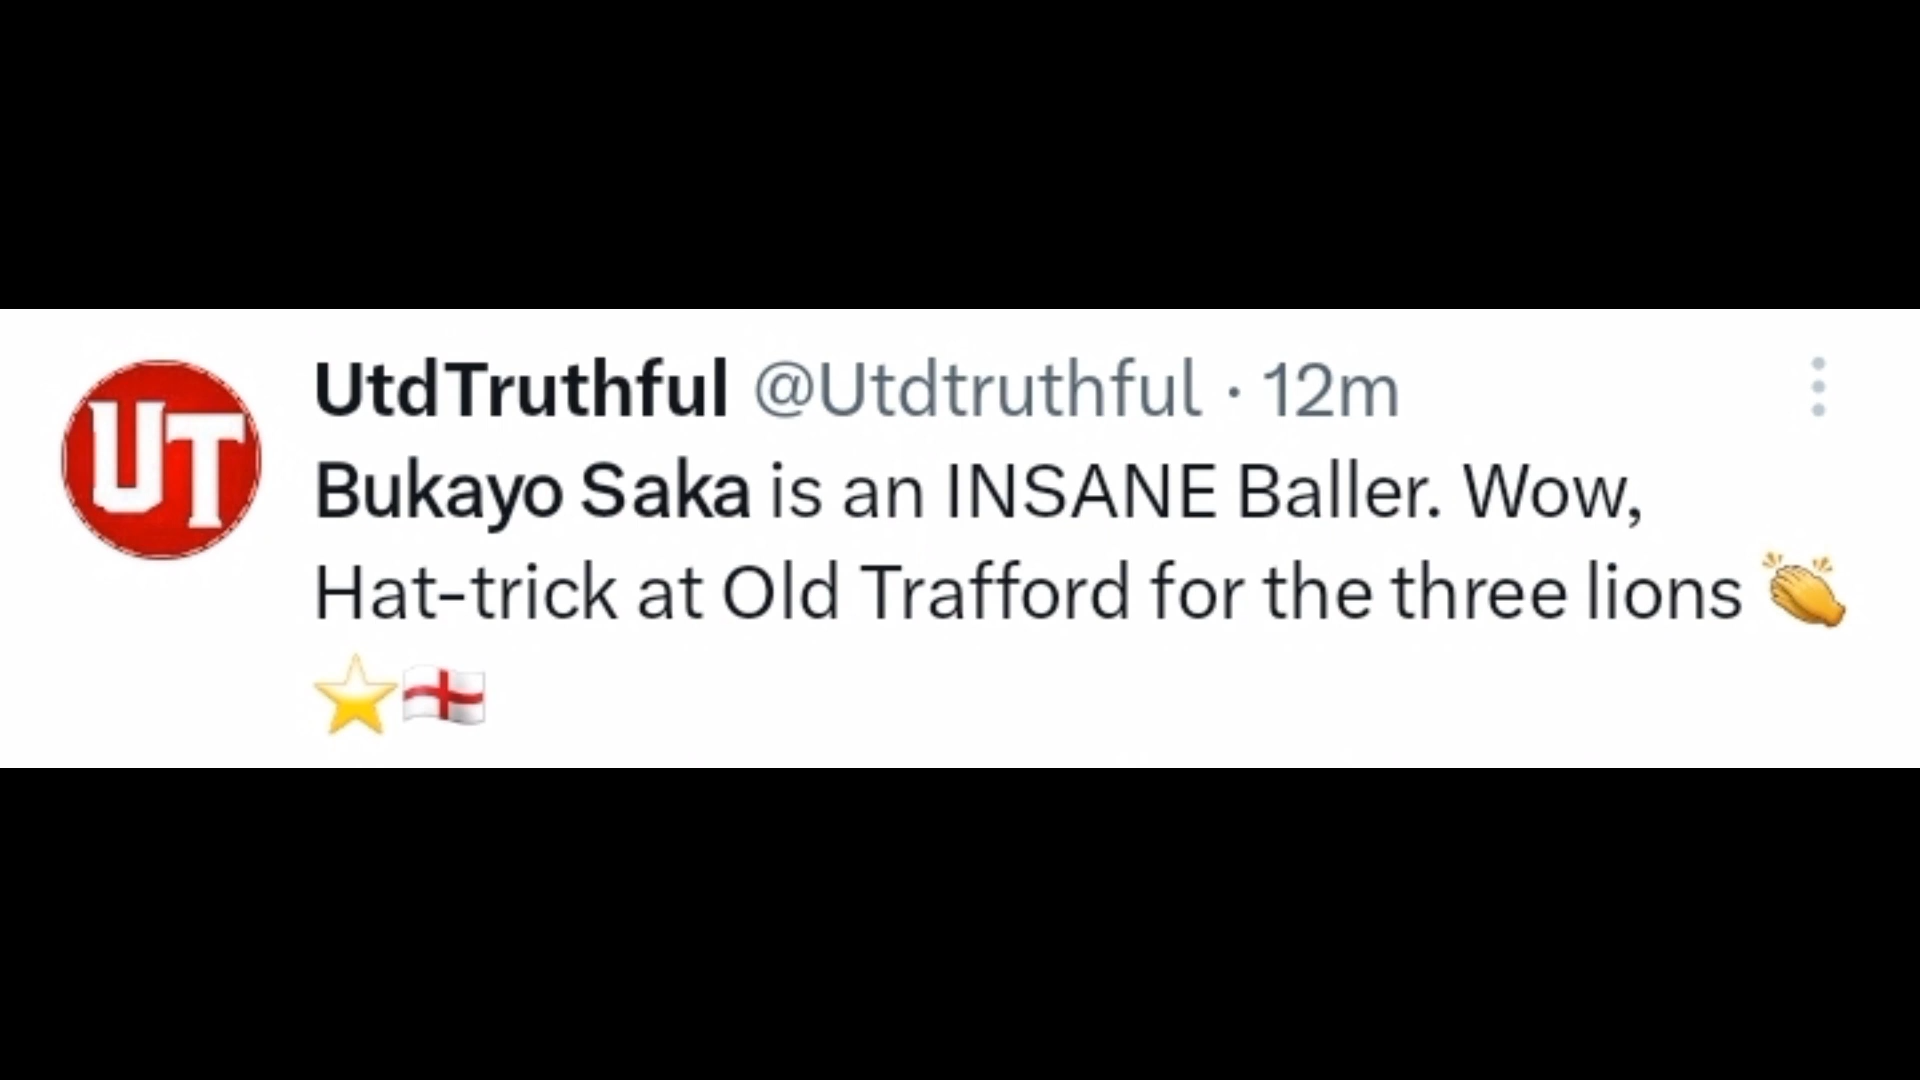 UT
UtdTruthful @Utdtruthful · 12m
Bukayo Saka is an INSANE Baller. Wow,
Hat-trick at Old Trafford for the three lions 👏
⭐🏴󠁧󠁢󠁥󠁮󠁧󠁿